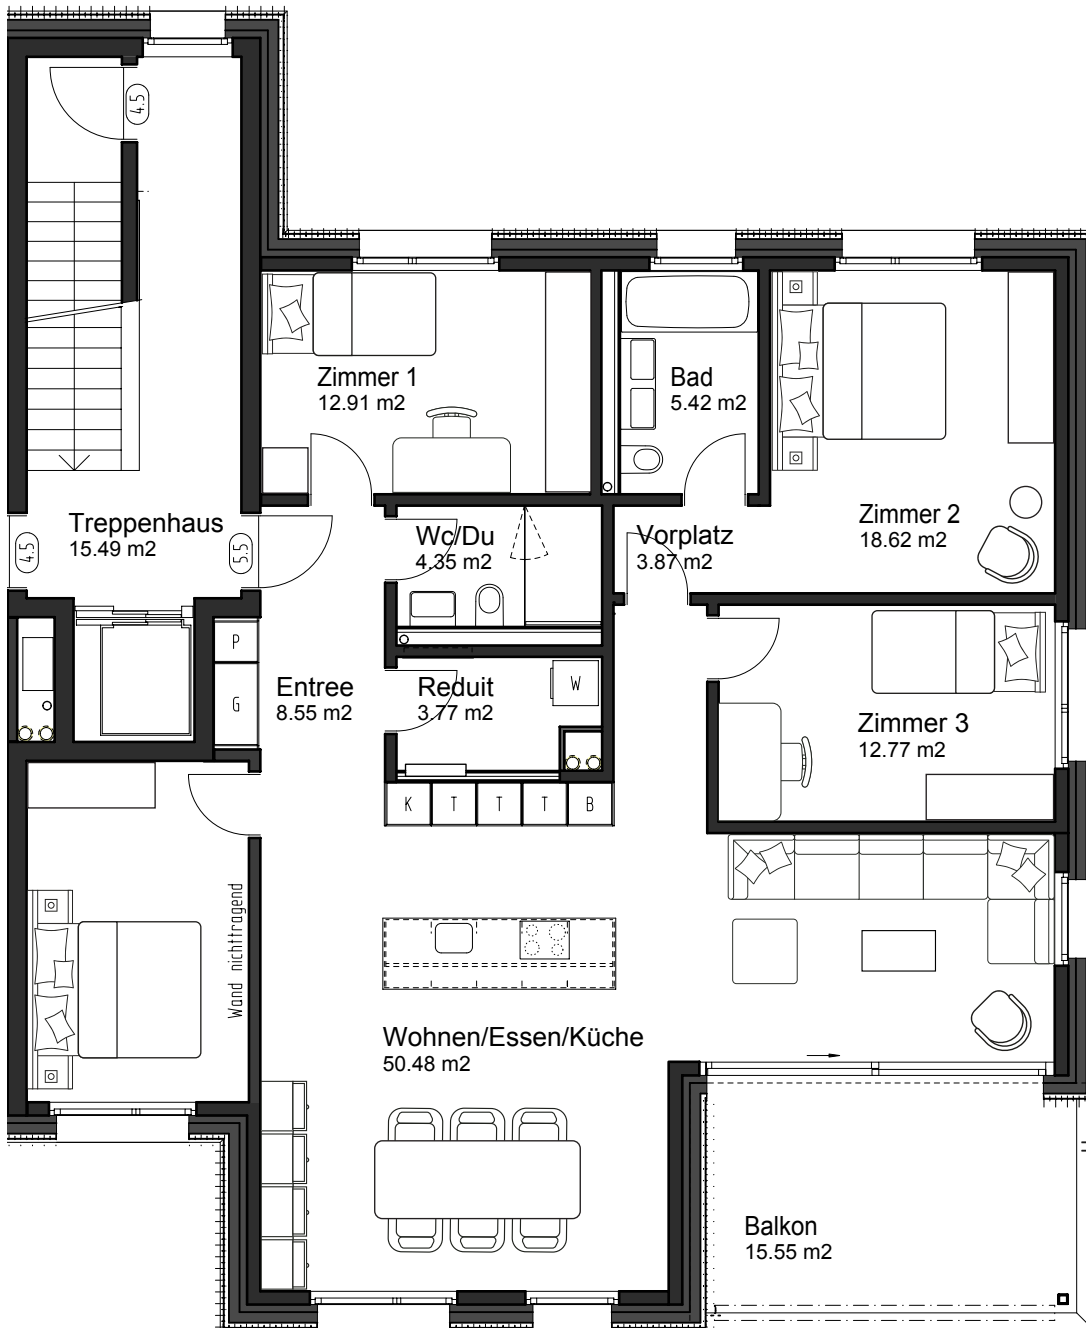 4.5
Zimmer 1
12.91 m2
Bad
5.42 m2
Treppenhaus
15.49 m2
4.5
5.5
Wc/Du
4.35 m2
Vorplatz
3.87 m2
Zimmer 2
18.62 m2
P
G
Entree
8.55 m2
Reduit
3.77 m2
W
Zimmer 3
12.77 m2
K T T T B
Wand nichttragend
Wohnen/Essen/Küche
50.48 m2
Balkon
15.55 m2